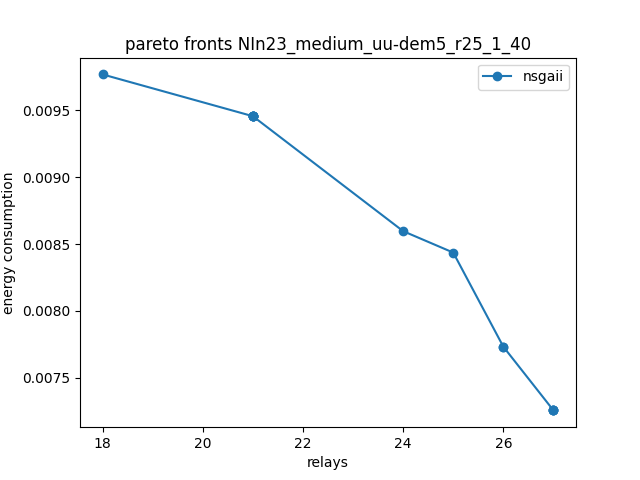 pareto fronts NIn23_medium_uu-dem5_r25_1_40
nsgaii
0.0095
0.0090
0.0085
0.0080
0.0075
energy consumption
18 20 22 24 26
relays